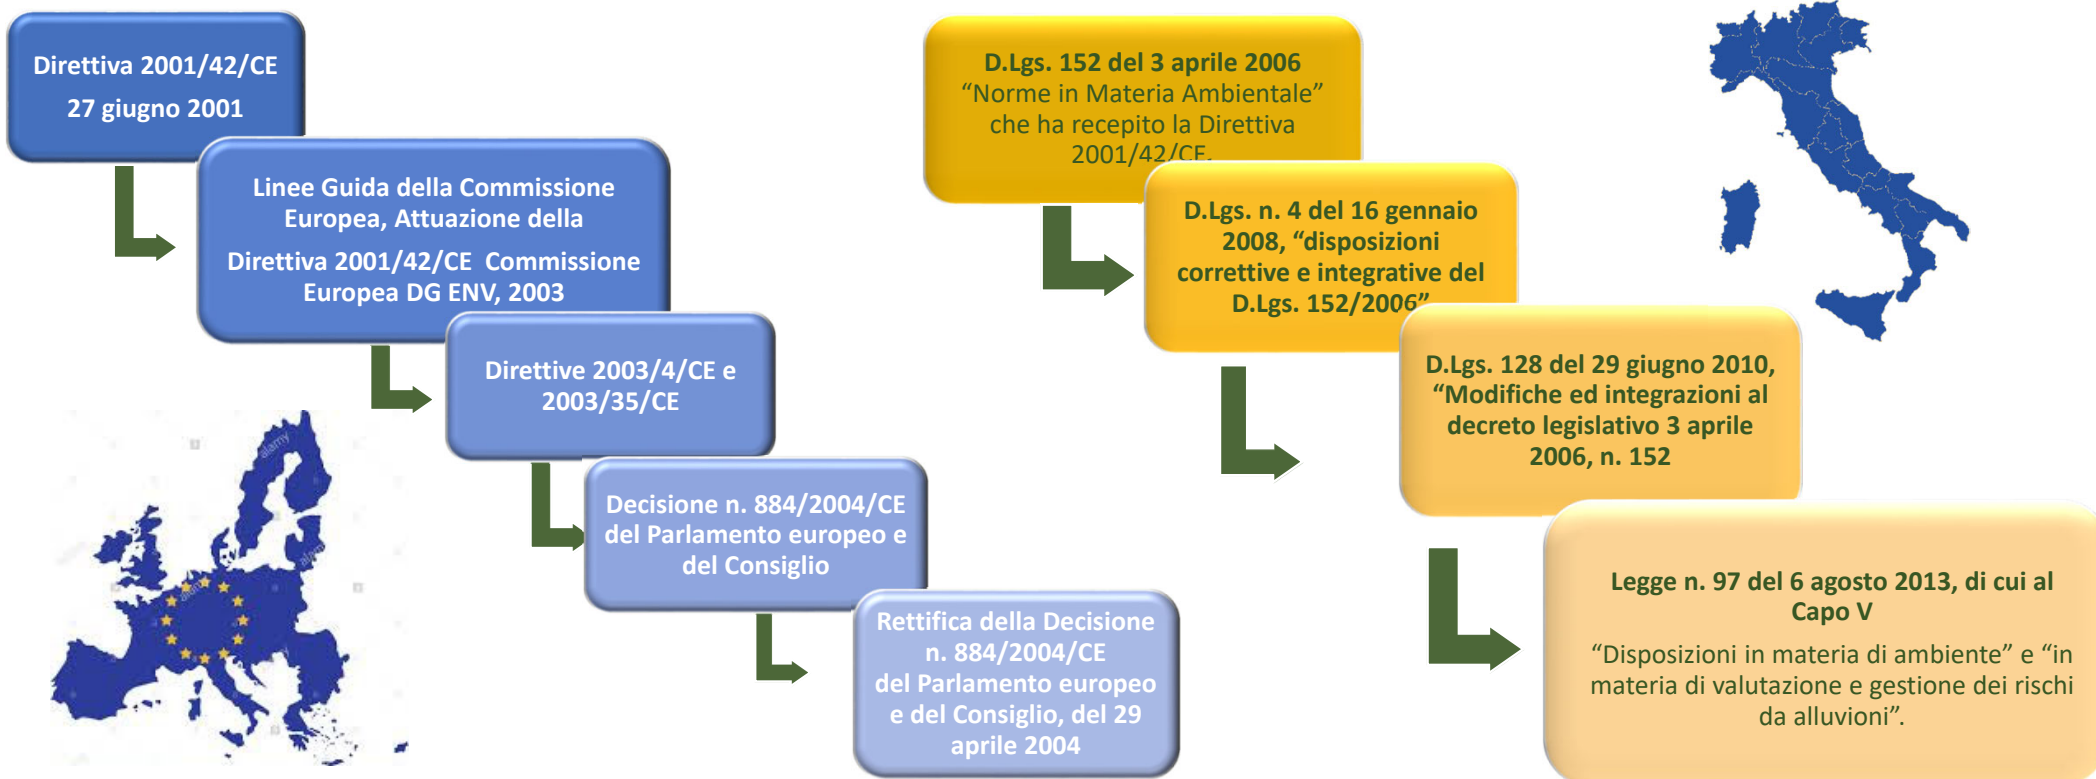 Direttiva 2001/42/CE
27 giugno 2001
Linee Guida della Commissione
Europea, Attuazione della
Direttiva 2001/42/CE Commissione
Europea DG ENV, 2003
Direttive 2003/4/CE e
2003/35/CE
Decisione n. 884/2004/CE
del Parlamento europeo e
del Consiglio
Rettifica della Decisione
n. 884/2004/CE
del Parlamento europeo
e del Consiglio, del 29
aprile 2004
D.Lgs. 152 del 3 aprile 2006
“Norme in Materia Ambientale”
che ha recepito la Direttiva
2001/42/CE.
D.Lgs. n. 4 del 16 gennaio
2008, “disposizioni
correttive e integrative del
D.Lgs. 152/2006”
D.Lgs. 128 del 29 giugno 2010,
“Modifiche ed integrazioni al
decreto legislativo 3 aprile
2006, n. 152
Legge n. 97 del 6 agosto 2013, di cui al
Capo V
“Disposizioni in materia di ambiente” e “in
materia di valutazione e gestione dei rischi
da alluvioni”.
alamy
alamy
alamy